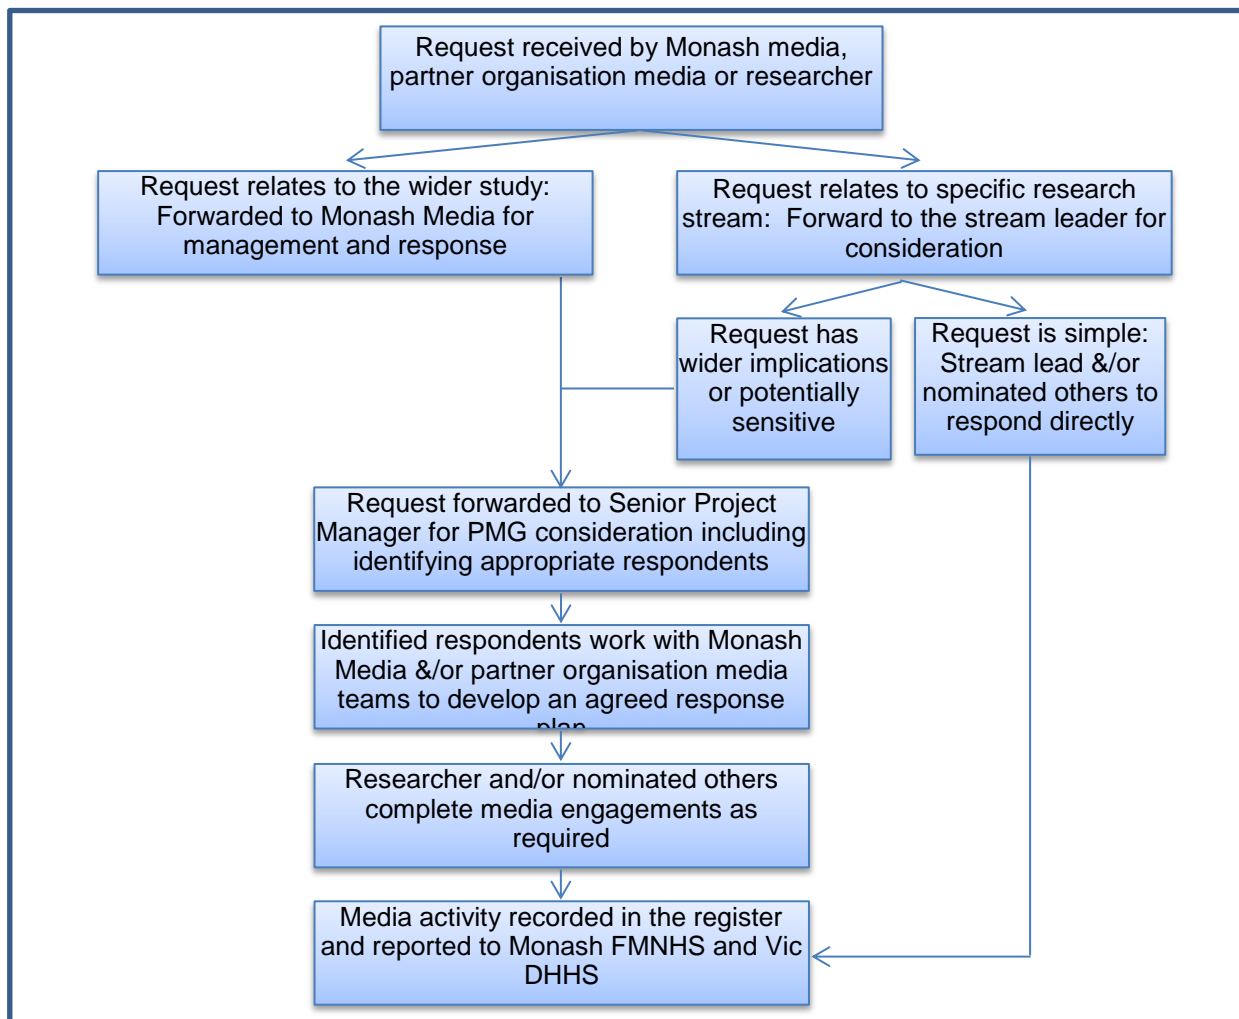 Request received by Monash media,
partner organisation media or researcher
Request relates to the wider study:
Forwarded to Monash Media for
management and response
Request relates to specific research
stream:  Forward to the stream leader for
consideration
Request has
wider implications
or potentially
sensitive
Request is simple:
Stream lead &/or
nominated others to
respond directly
Request forwarded to Senior Project
Manager for PMG consideration including
identifying appropriate respondents
Identified respondents work with Monash
Media &/or partner organisation media
teams to develop an agreed response
plan
Researcher and/or nominated others
complete media engagements as
required
Media activity recorded in the register
and reported to Monash FMNHS and Vic
DHHS